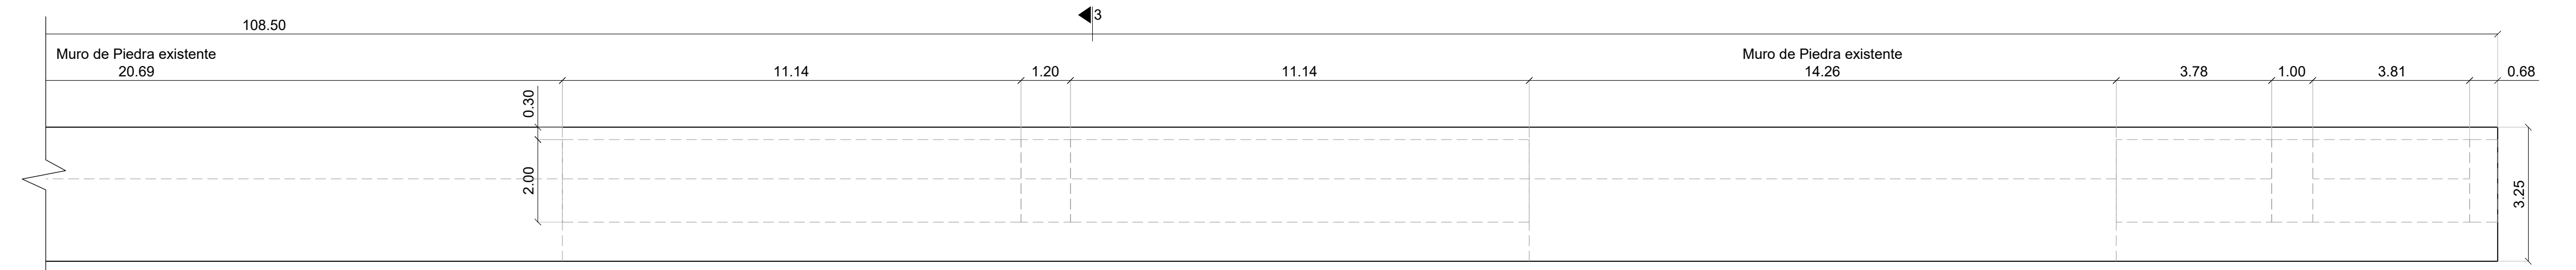 3
108.50
Muro de Piedra existente
Muro de Piedra existente
20.69 11.14 1.20 11.14 14.26 3.78 1.00 3.81 0.68
0.30
2.00
3.25